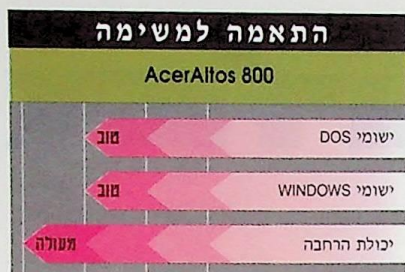 התאמה למשימה
AcerAltos 800
ישומי DOS טוב
ישומי WINDOWS טוב
יכולת הרחבה מעולה